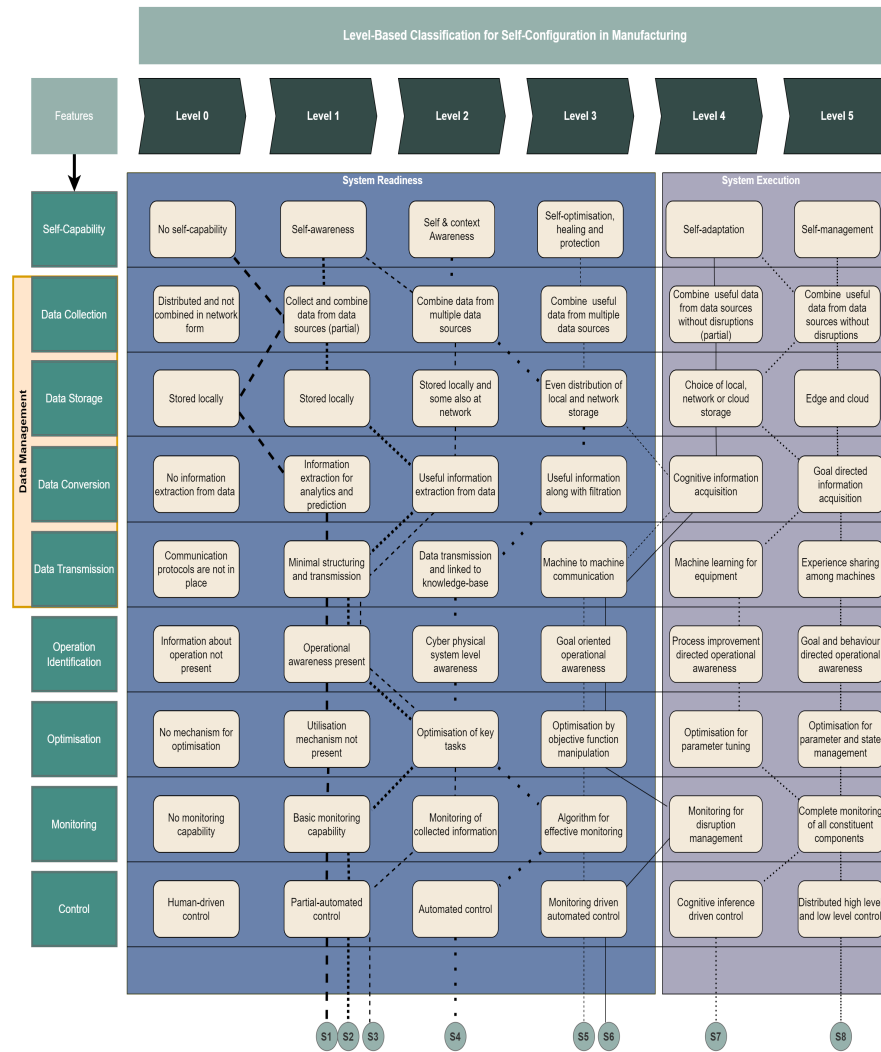 Level-Based Classification for Self-Configuration in Manufacturing
Features
Level 0
Level 1
Level 2
Level 3
Level 4
Level 5
System Readiness
System Execution
Self-Capability
No self-capability
Self-awareness
Self & context
Awareness
Self-optimisation,
healing and
protection
Self-adaptation
Self-management
Data Management
Data Collection
Distributed and not
combined in network
form
Collect and combine
data from data
sources (partial)
Combine data from
multiple data
sources
Combine useful
data from multiple
data sources
Combine useful data
from data sources
without disruptions
(partial)
Combine useful
data from data
sources without
disruptions
Data Storage
Stored locally
Stored locally
Stored locally and
some also at
network
Even distribution of
local and network
storage
Choice of local,
network or cloud
storage
Edge and cloud
Data Conversion
No information
extraction from data
Information
extraction for
analytics and
prediction
Useful information
extraction from data
Useful information
along with filtration
Cognitive information
acquisition
Goal directed
information
acquisition
Data Transmission
Communication
protocols are not in
place
Minimal structuring
and transmission
Data transmission
and linked to
knowledge-base
Machine to machine
communication
Machine learning for
equipment
Experience sharing
among machines
Operation
Identification
Information about
operation not
present
Operational
awareness present
Cyber physical
system level
awareness
Goal oriented
operational
awareness
Process improvement
directed operational
awareness
Goal and behaviour
directed operational
awareness
Optimisation
No mechanism for
optimisation
Utilisation
mechanism not
present
Optimisation of key
tasks
Optimisation by
objective function
manipulation
Optimisation for
parameter tuning
Optimisation for
parameter and state
management
Monitoring
No monitoring
capability
Basic monitoring
capability
Monitoring of
collected information
Algorithm for
effective monitoring
Monitoring for
disruption
management
Complete monitoring
of all constituent
components
Control
Human-driven
control
Partial-automated
control
Automated control
Monitoring driven
automated control
Cognitive inference
driven control
Distributed high level
and low level control
S1
S2
S3
S4
S5
S6
S7
S8